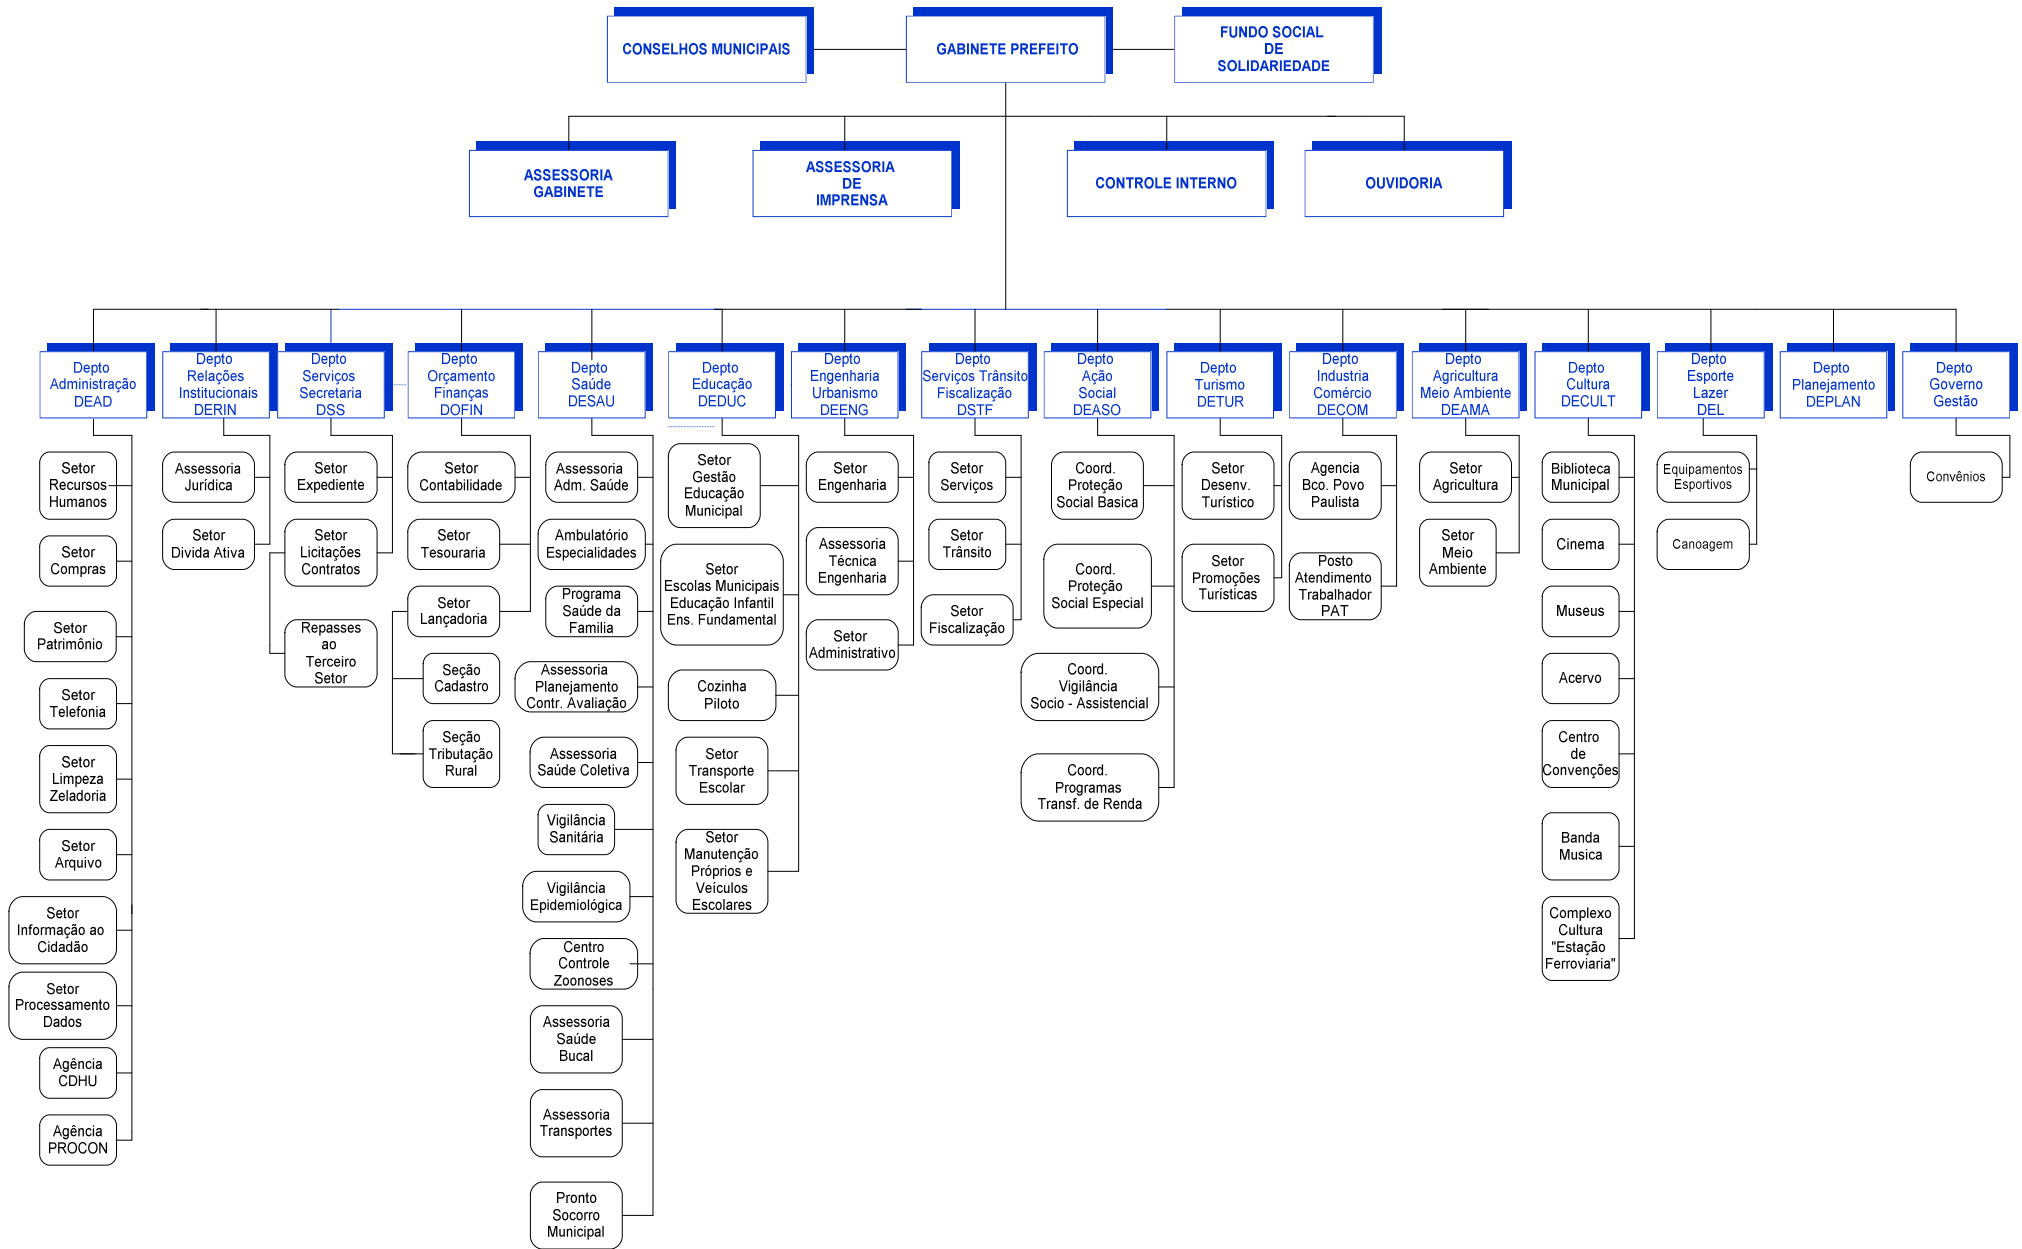 CONSELHOS MUNICIPAIS
GABINETE PREFEITO
FUNDO SOCIAL
DE
SOLIDARIEDADE
ASSESSORIA
GABINETE
ASSESSORIA
DE
IMPRENSA
CONTROLE INTERNO
OUVIDORIA
Depto
Administração
DEAD
Depto
Relações
Institucionais
DERIN
Depto
Serviços
Secretaria
DSS
Depto
Orçamento
Finanças
DOFIN
Depto
Saúde
DESAU
Depto
Educação
DEDUC
Depto
Engenharia
Urbanismo
DEENG
Depto
Serviços Trânsito
Fiscalização
DSTF
Depto
Ação
Social
DEASO
Depto
Turismo
DETUR
Depto
Industria
Comércio
DECOM
Depto
Agricultura
Meio Ambiente
DEAMA
Depto
Cultura
DECULT
Depto
Esporte
Lazer
DEL
Depto
Planejamento
DEPLAN
Depto
Governo
Gestão
Setor
Recursos
Humanos
Setor
Compras
Setor
Patrimônio
Setor
Telefonia
Setor
Limpeza
Zeladoria
Setor
Arquivo
Setor
Informação ao
Cidadão
Setor
Processamento
Dados
Agência
CDHU
Agência
PROCON
Assessoria
Jurídica
Setor
Divida Ativa
Setor
Expediente
Setor
Licitações
Contratos
Repasses
ao
Terceiro
Setor
Setor
Contabilidade
Setor
Tesouraria
Setor
Lançadoria
Seção
Cadastro
Seção
Tributação
Rural
Assessoria
Adm. Saúde
Ambulatório
Especialidades
Programa
Saúde da
Familia
Assessoria
Planejamento
Contr. Avaliação
Assessoria
Saúde Coletiva
Vigilância
Sanitária
Vigilância
Epidemiológica
Centro
Controle
Zoonoses
Assessoria
Saúde
Bucal
Assessoria
Transportes
Pronto
Socorro
Municipal
Setor
Gestão
Educação
Municipal
Setor
Escolas Municipais
Educação Infantil
Ens. Fundamental
Cozinha
Piloto
Setor
Transporte
Escolar
Setor
Manutenção
Próprios e
Veículos
Escolares
Setor
Engenharia
Assessoria
Técnica
Engenharia
Setor
Administrativo
Setor
Serviços
Setor
Trânsito
Setor
Fiscalização
Coord.
Proteção
Social Basica
Coord.
Proteção
Social Especial
Coord.
Vigilância
Socio - Assistencial
Coord.
Programas
Transf. de Renda
Setor
Desenv.
Turístico
Setor
Promoções
Turísticas
Agencia
Bco. Povo
Paulista
Posto
Atendimento
Trabalhador
PAT
Setor
Agricultura
Setor
Meio
Ambiente
Biblioteca
Municipal
Cinema
Museus
Acervo
Centro
de
Convenções
Banda
Musica
Complexo
Cultura
"Estação
Ferroviaria"
Equipamentos
Esportivos
Canoagem
Convênios